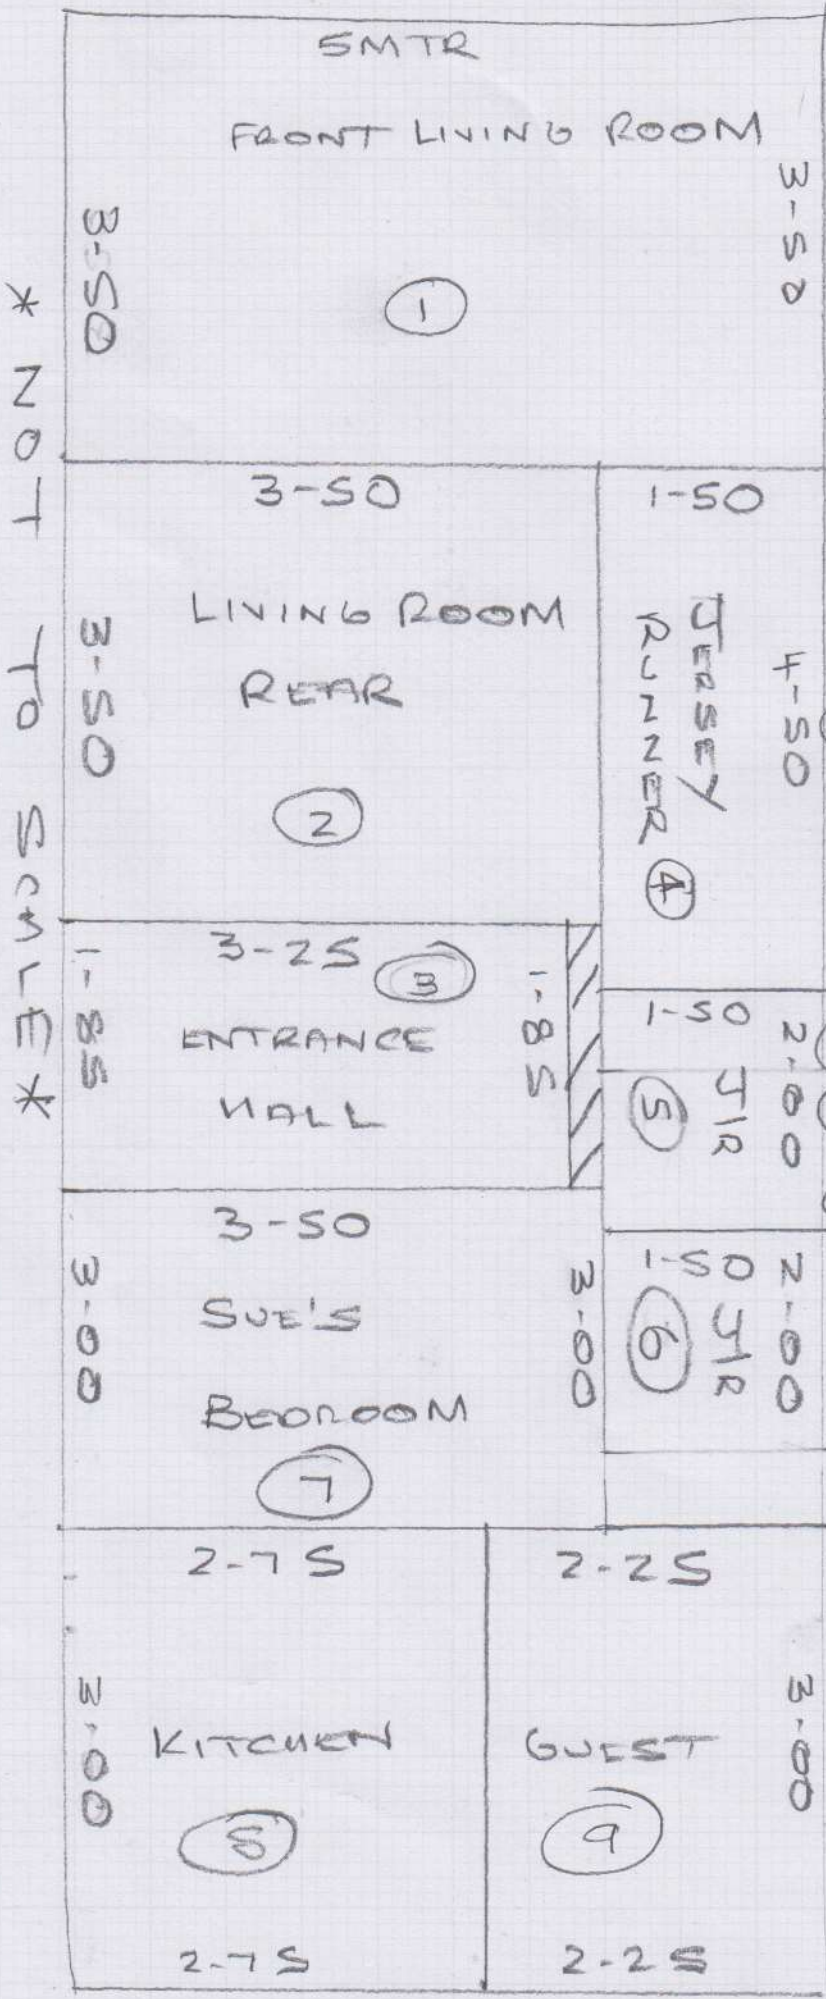 5MTR
FRONT LIVING ROOM
3-50
3-50
1
* NOT TO SCALE *
3-50
LIVING ROOM
REAR
3-50
2
1-50
JERSEY
RUNNER 4
4-50
3-25 3
ENTRANCE
HALL
1-85
1-85
1-50
2-00
J/R
5
3-50
SUE'S
BEDROOM
3-00
3-00
7
1-50
2-00
J/R
6
2-75
KITCHEN
3-00
8
2-75
2-25
GUEST
3-00
9
2-25